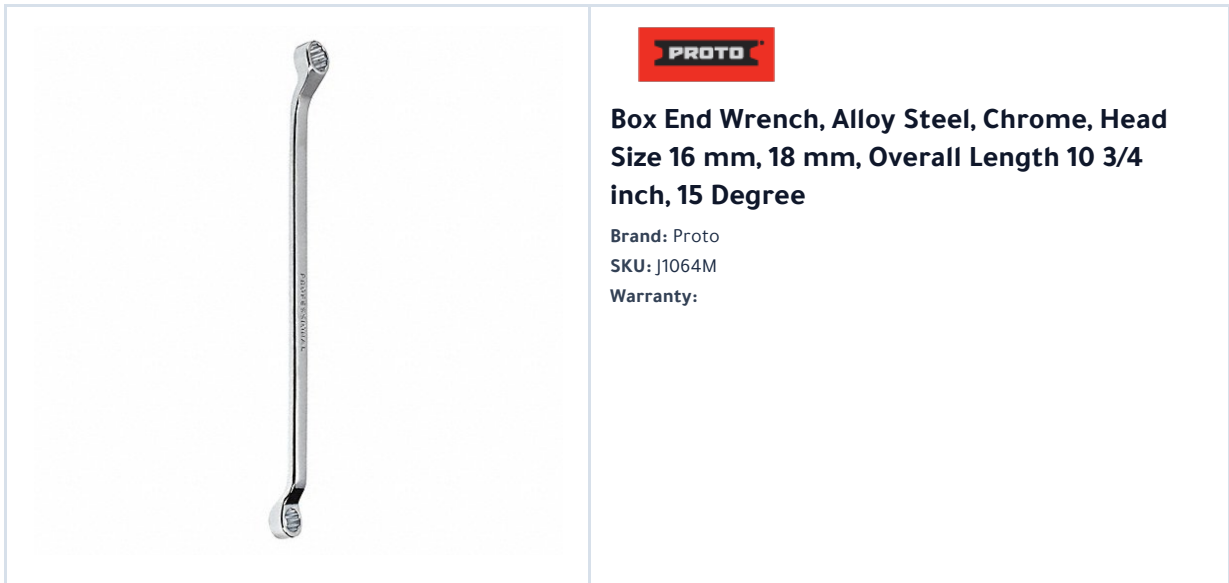 PROTO
Box End Wrench, Alloy Steel, Chrome, Head
Size 16 mm, 18 mm, Overall Length 10 3/4
inch, 15 Degree
Brand: Proto
SKU: J1064M
Warranty:
PROFESSIONAL